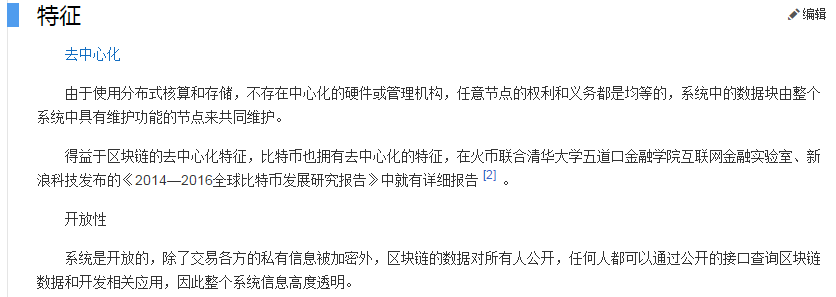 特征
编辑
去中心化
由于使用分布式核算和存储，不存在中心化的硬件或管理机构，任意节点的权利和义务都是均等的，系统中的数据块由整个
系统中具有维护功能的节点来共同维护。
得益于区块链的去中心化特征，比特币也拥有去中心化的特征，在火币联合清华大学五道口金融学院互联网金融实验室、新
浪科技发布的《2014—2016全球比特币发展研究报告》中就有详细报告 [2] 。
开放性
系统是开放的，除了交易各方的私有信息被加密外，区块链的数据对所有人公开，任何人都可以通过公开的接口查询区块链
数据和开发相关应用，因此整个系统信息高度透明。